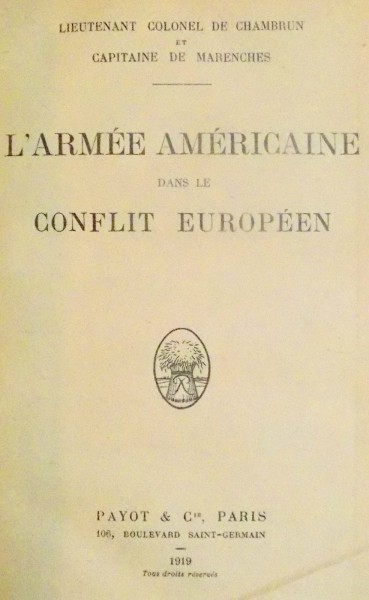 LIEUTENANT COLONEL DE CHAMBRUN
ET
CAPITAINE DE MARENCHES
L'ARMÉE AMÉRICAINE
DANS LE
CONFLIT EUROPÉEN
PAYOT & Cie, PARIS
106, BOULEVARD SAINT-GERMAIN
1919
Tous droits réservés